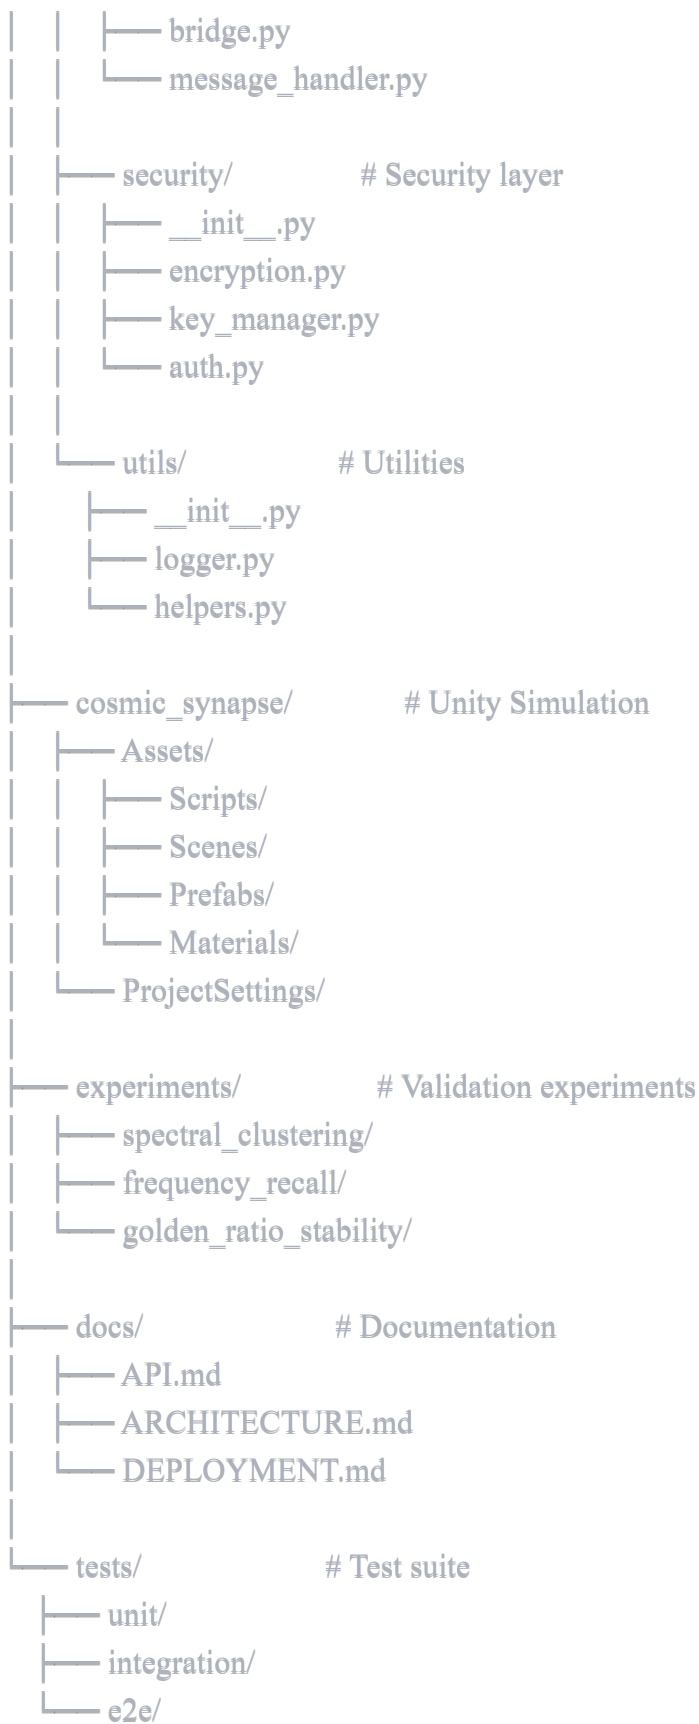 │   │   ├── bridge.py
│   │   └── message_handler.py
│   │
│   ├── security/                # Security layer
│   │   ├── __init__.py
│   │   ├── encryption.py
│   │   ├── key_manager.py
│   │   └── auth.py
│   │
│   └── utils/                   # Utilities
│       ├── __init__.py
│       ├── logger.py
│       └── helpers.py
│
├── cosmic_synapse/              # Unity Simulation
│   ├── Assets/
│   │   ├── Scripts/
│   │   ├── Scenes/
│   │   ├── Prefabs/
│   │   └── Materials/
│   └── ProjectSettings/
│
├── experiments/                 # Validation experiments
│   ├── spectral_clustering/
│   ├── frequency_recall/
│   └── golden_ratio_stability/
│
├── docs/                        # Documentation
│   ├── API.md
│   ├── ARCHITECTURE.md
│   └── DEPLOYMENT.md
│
└── tests/                       # Test suite
    ├── unit/
    ├── integration/
    └── e2e/